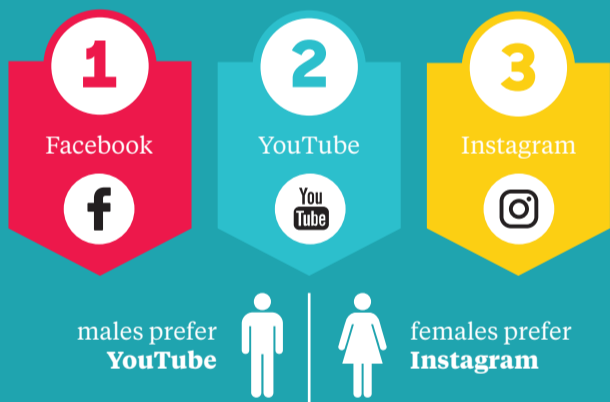 1
Facebook
f
2
YouTube
You
Tube
3
Instagram
males prefer
YouTube
females prefer
Instagram